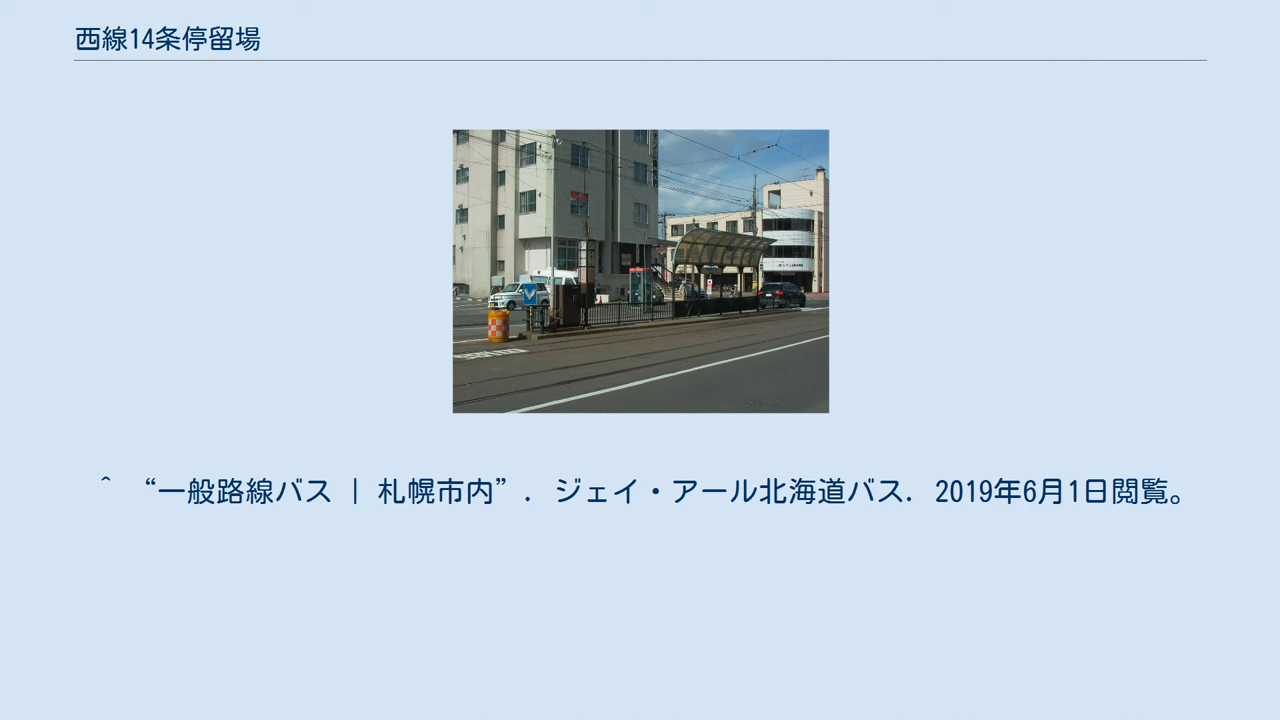 西線14条停留場
^ “一般路線バス | 札幌市内”. ジェイ・アール北海道バス. 2019年6月1日閲覧。